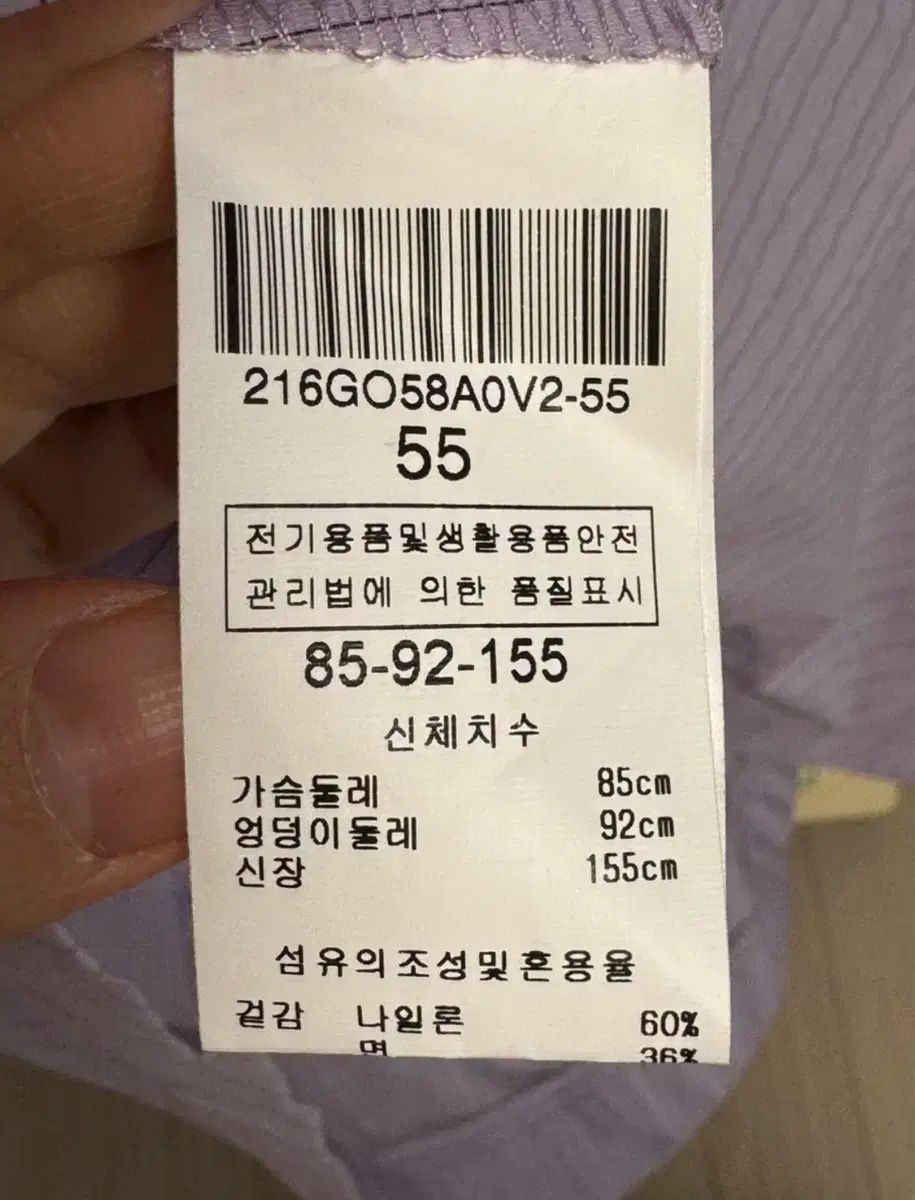 216GO58A0V2-55
55
전기용품및생활용품안전
관리법에 의한 품질표시
85-92-155
신체치수
가슴둘레 85cm
엉덩이둘레 92cm
신장 155cm
섬유의조성및혼용율
겉감 나일론 60%
면 36%